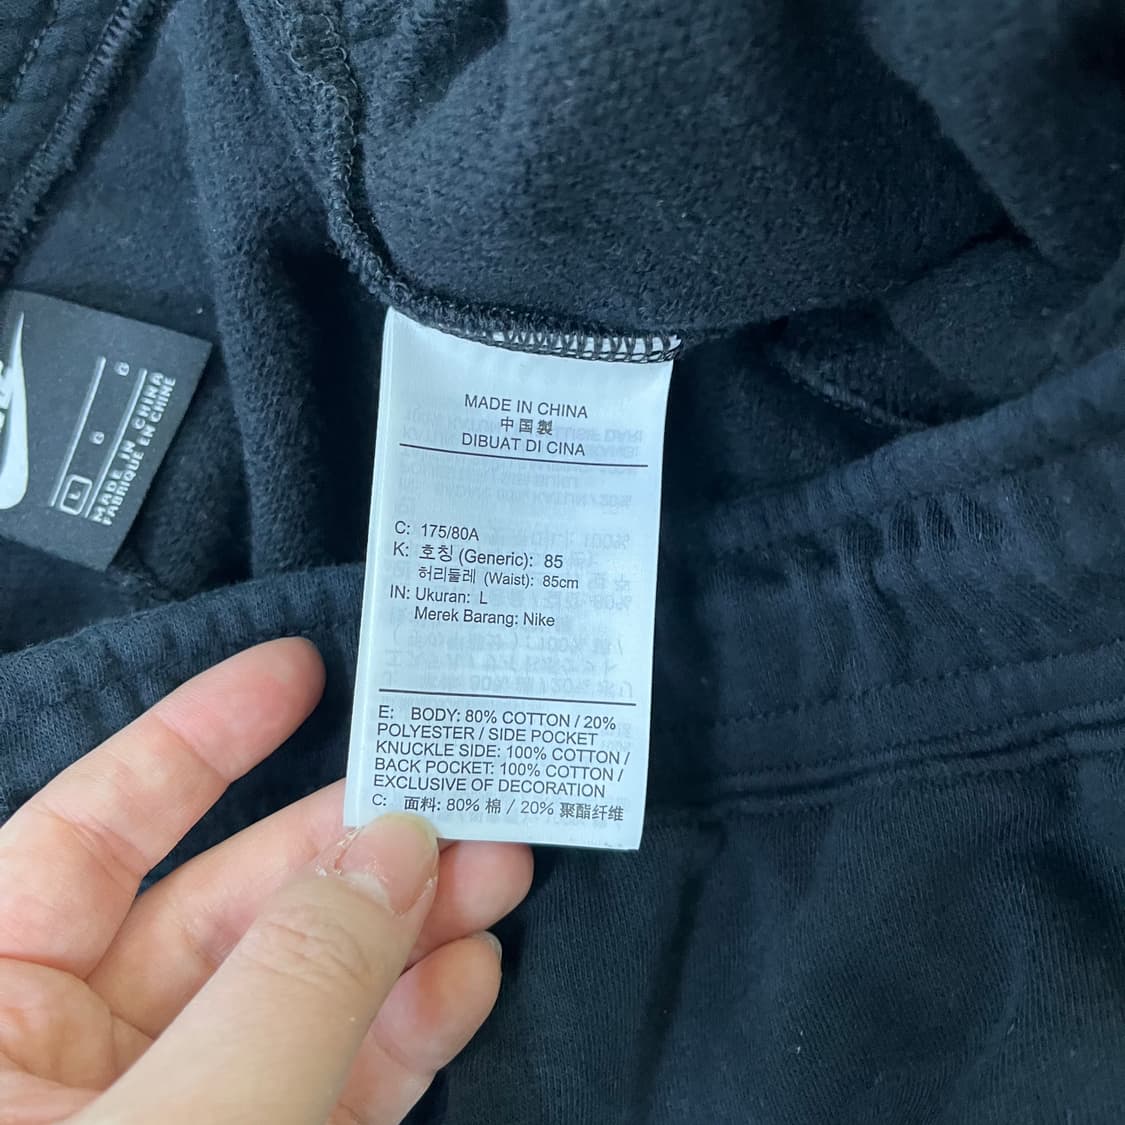 MADE IN CHINA
中国製
DIBUAT DI CINA
C: 175/80A
K: 호칭 (Generic): 85
허리둘레 (Waist): 85cm
IN: Ukuran: L
Merek Barang: Nike
E: BODY: 80% COTTON / 20%
POLYESTER / SIDE POCKET
KNUCKLE SIDE: 100% COTTON /
BACK POCKET: 100% COTTON /
EXCLUSIVE OF DECORATION
C: 面料: 80% 棉 / 20% 聚酯纤维
L
MADE IN CHINA
FABRIQUE EN CHINE